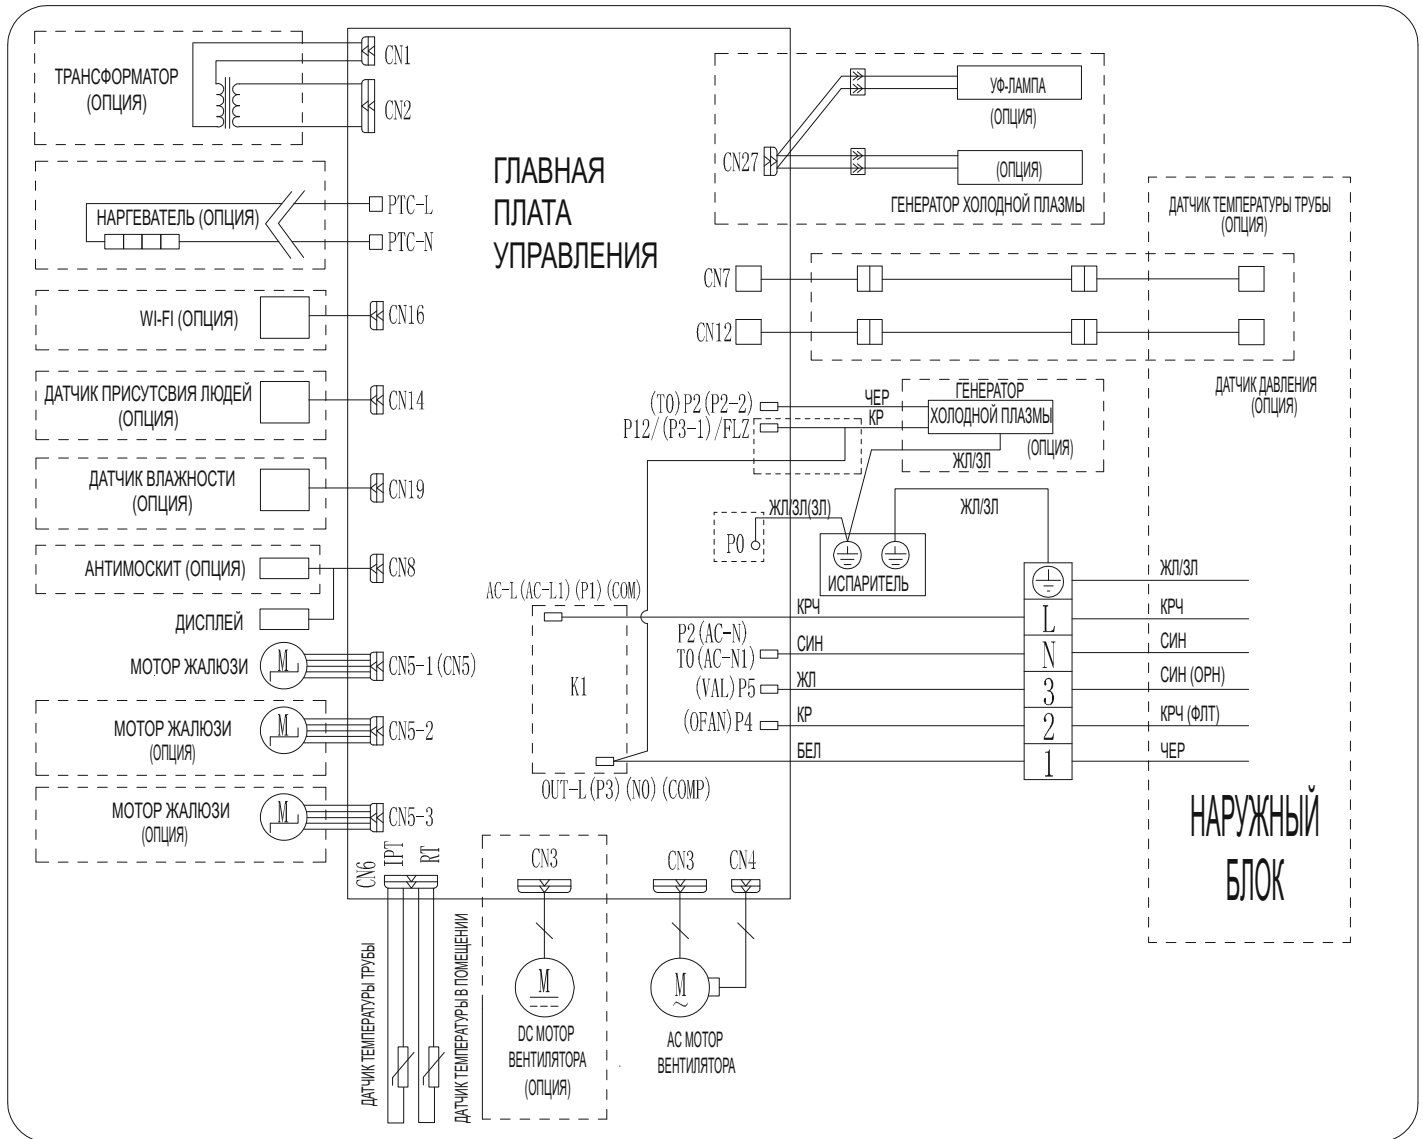 ТРАНСФОРМАТОР
(ОПЦИЯ)
CN1
CN2
НАРГЕВАТЕЛЬ (ОПЦИЯ)
PTC-L
PTC-N
WI-FI (ОПЦИЯ)
CN16
ДАТЧИК ПРИСУТСВИЯ ЛЮДЕЙ
(ОПЦИЯ)
CN14
ДАТЧИК ВЛАЖНОСТИ
(ОПЦИЯ)
CN19
АНТИМОСКИТ (ОПЦИЯ)
CN8
ДИСПЛЕЙ
МОТОР ЖАЛЮЗИ
M
CN5-1(CN5)
МОТОР ЖАЛЮЗИ
(ОПЦИЯ)
M
CN5-2
МОТОР ЖАЛЮЗИ
(ОПЦИЯ)
M
CN5-3
ГЛАВНАЯ
ПЛАТА
УПРАВЛЕНИЯ
CN27
УФ-ЛАМПА
(ОПЦИЯ)
(ОПЦИЯ)
ГЕНЕРАТОР ХОЛОДНОЙ ПЛАЗМЫ
ДАТЧИК ТЕМПЕРАТУРЫ ТРУБЫ
(ОПЦИЯ)
CN7
CN12
ДАТЧИК ДАВЛЕНИЯ
(ОПЦИЯ)
(T0)P2(P2-2)
ЧЕР
P12/(P3-1)/FLZ
КР
ГЕНЕРАТОР
ХОЛОДНОЙ ПЛАЗМЫ
(ОПЦИЯ)
ЖЛ/ЗЛ
ЖЛ/ЗЛ(ЗЛ)
P0
ЖЛ/ЗЛ
ИСПАРИТЕЛЬ
AC-L(AC-L1)(P1)(COM)
K1
OUT-L(P3)(NO)(COMP)
P2(AC-N)
T0(AC-N1)
(VAL)P5
(OFAN)P4
КРЧ
СИН
ЖЛ
КР
БЕЛ
L
N
3
2
1
ЖЛ/ЗЛ
КРЧ
СИН
СИН (ОРН)
КРЧ (ФЛТ)
ЧЕР
НАРУЖНЫЙ
БЛОК
CN6
IPT
RT
ДАТЧИК ТЕМПЕРАТУРЫ ТРУБЫ
ДАТЧИК ТЕМПЕРАТУРЫ В ПОМЕЩЕНИИ
CN3
M
DC МОТОР
ВЕНТИЛЯТОРА
(ОПЦИЯ)
CN3
CN4
M
~
АС МОТОР
ВЕНТИЛЯТОРА